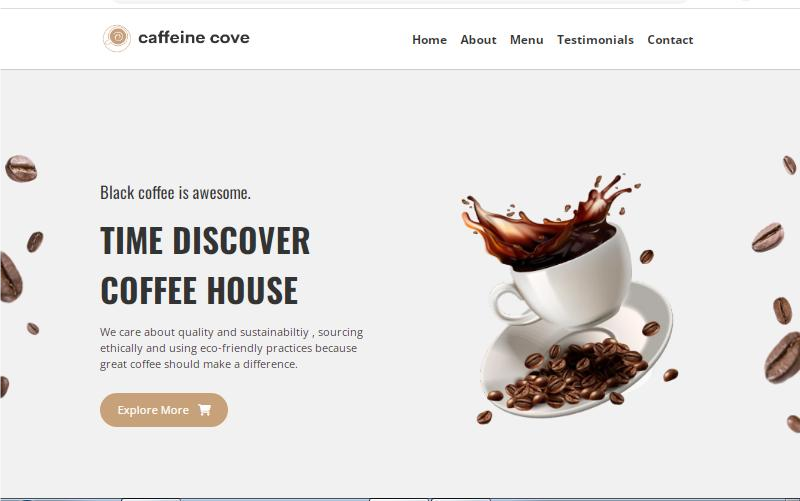 caffeine cove
Home About Menu Testimonials Contact
Black coffee is awesome.
TIME DISCOVER
COFFEE HOUSE
We care about quality and sustainabiltiy , sourcing
ethically and using eco-friendly practices because
great coffee should make a difference.
Explore More